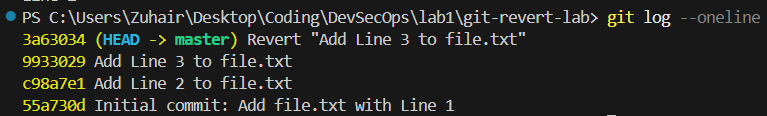 PS C:\Users\Zuhair\Desktop\Coding\DevSecOps\lab1\git-revert-lab> git log --oneline
3a63034 (HEAD -> master) Revert "Add Line 3 to file.txt"
9933029 Add Line 3 to file.txt
c98a7e1 Add Line 2 to file.txt
55a730d Initial commit: Add file.txt with Line 1